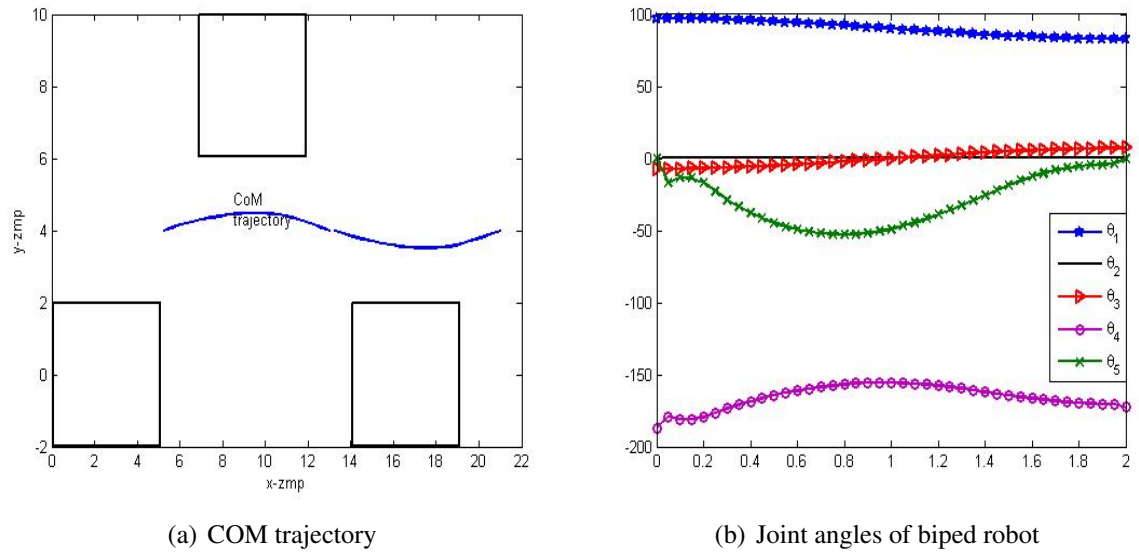 10
8
6
4
2
0
-2
y-zmp
CoM
trajectory
0 2 4 6 8 10 12 14 16 18 20 22
x-zmp
(a) COM trajectory
100
50
0
-50
-100
-150
-200
θ1
θ2
θ3
θ4
θ5
0 0.2 0.4 0.6 0.8 1 1.2 1.4 1.6 1.8 2
(b) Joint angles of biped robot